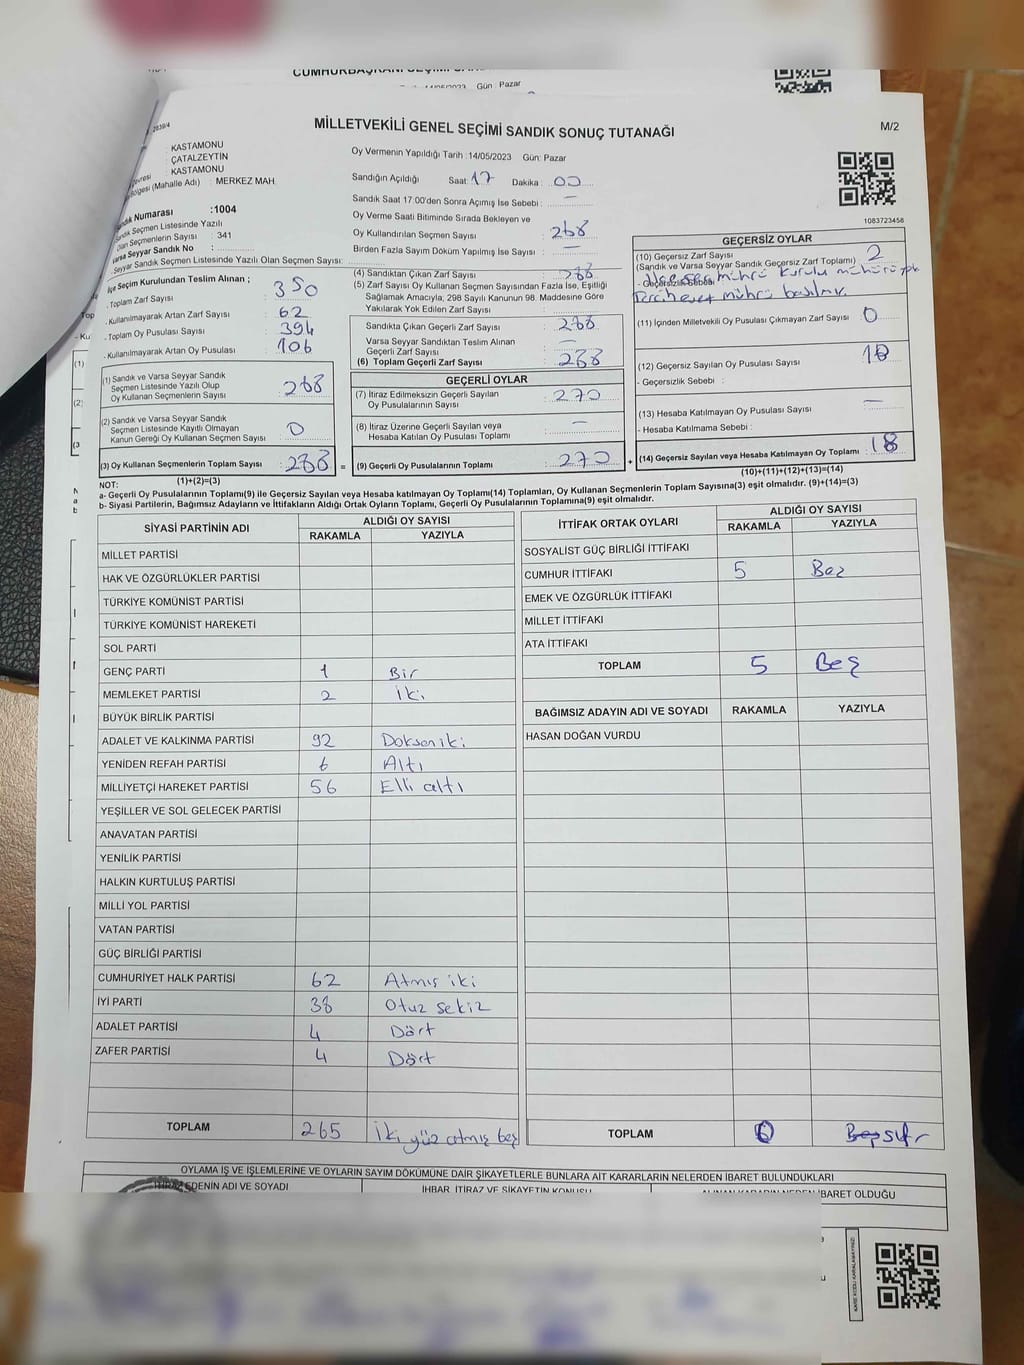 Gün : Pazar
MİLLETVEKİLİ GENEL SEÇİMİ SANDIK SONUÇ TUTANAĞI
M/2
: KASTAMONU
: ÇATALZEYTİN
: KASTAMONU
(Mahalle Adı) : MERKEZ MAH.
Oy Vermenin Yapıldığı Tarih :14/05/2023 Gün: Pazar
Sandığın Açıldığı Saat: 17 Dakika : 00
Sandık Saat 17.00'den Sonra Açılmış İse Sebebi : —
Oy Verme Saati Bitiminde Sırada Bekleyen ve
Oy Kullandırılan Seçmen Sayısı : 288
Birden Fazla Sayım Döküm Yapılmış İSE Sayısı : —
1083723458
Sandık Numarası :1004
Sandık Seçmen Listesinde Yazılı
Olan Seçmenlerin Sayısı : 341
Varsa Seyyar Sandık No :
Seyyar Sandık Seçmen Listesinde Yazılı Olan Seçmen Sayısı :
İlçe Seçim Kurulundan Teslim Alınan ;
- Toplam Zarf Sayısı : 350
- Kullanılmayarak Artan Zarf Sayısı : 62
- Toplam Oy Pusulası Sayısı : 394
- Kullanılmayarak Artan Oy Pusulası : 106
(1) Sandık ve Varsa Seyyar Sandık
Seçmen Listesinde Yazılı Olup
Oy Kullanan Seçmenlerin Sayısı : 288
(2) Sandık ve Varsa Seyyar Sandık
Seçmen Listesinde Kayıtlı Olmayan
Kanun Gereği Oy Kullanan Seçmen Sayısı : 0
(3) Oy Kullanan Seçmenlerin Toplam Sayısı : 288 =
(1)+(2)=(3)
(4) Sandıktan Çıkan Zarf Sayısı : 288
(5) Zarf Sayısı Oy Kullanan Seçmen Sayısından Fazla İse, Eşitliği
Sağlamak Amacıyla; 298 Sayılı Kanunun 98. Maddesine Göre
Yakılarak Yok Edilen Zarf Sayısı :
Sandıkta Çıkan Geçerli Zarf Sayısı : 288
Varsa Seyyar Sandıktan Teslim Alınan
Geçerli Zarf Sayısı : —
(6) Toplam Geçerli Zarf Sayısı : 288
GEÇERLİ OYLAR
(7) İtiraz Edilmeksizin Geçerli Sayılan
Oy Pusulalarının Sayısı : 270
(8) İtiraz Üzerine Geçerli Sayılan veya
Hesaba Katılan Oy Pusulası Toplamı : —
(9) Geçerli Oy Pusulalarının Toplamı : 270 +
GEÇERSİZ OYLAR
(10) Geçersiz Zarf Sayısı : 2
(Sandık ve Varsa Seyyar Sandık Geçersiz Zarf Toplamı)
- Geçersizlik Sebebi
mührü kurulu mührü yok
Tercih evet mührü basılmış.
(11) İçinden Milletvekili Oy Pusulası Çıkmayan Zarf Sayısı : 0
(12) Geçersiz Sayılan Oy Pusulası Sayısı
- Geçersizlik Sebebi :
(13) Hesaba Katılmayan Oy Pusulası Sayısı : —
- Hesaba Katılmama Sebebi :
(14) Geçersiz Sayılan veya Hesaba Katılmayan Oy Toplamı : 18
(10)+(11)+(12)+(13)=(14)
NOT:
a- Geçerli Oy Pusulalarının Toplamı(9) ile Geçersiz Sayılan veya Hesaba katılmayan Oy Toplamı(14) Toplamları, Oy Kullanan Seçmenlerin Toplam Sayısına(3) eşit olmalıdır. (9)+(14)=(3)
b- Siyasi Partilerin, Bağımsız Adayların ve İttifakların Aldığı Ortak Oyların Toplamı, Geçerli Oy Pusulalarının Toplamına(9) eşit olmalıdır.
SİYASİ PARTİNİN ADI ALDIĞI OY SAYISI
RAKAMLA YAZIYLA
MİLLET PARTİSİ
HAK VE ÖZGÜRLÜKLER PARTİSİ
TÜRKİYE KOMÜNİST PARTİSİ
TÜRKİYE KOMÜNİST HAREKETİ
SOL PARTİ
GENÇ PARTİ 1 Bir
MEMLEKET PARTİSİ 2 İki
BÜYÜK BİRLİK PARTİSİ
ADALET VE KALKINMA PARTİSİ 92 Doksaniki
YENİDEN REFAH PARTİSİ 6 Altı
MİLLİYETÇİ HAREKET PARTİSİ 56 Elli altı
YEŞİLLER VE SOL GELECEK PARTİSİ
ANAVATAN PARTİSİ
YENİLİK PARTİSİ
HALKIN KURTULUŞ PARTİSİ
MİLLİ YOL PARTİSİ
VATAN PARTİSİ
GÜÇ BİRLİĞİ PARTİSİ
CUMHURİYET HALK PARTİSİ 62 Atmış iki
İYİ PARTİ 38 Otuz sekiz
ADALET PARTİSİ 4 Dört
ZAFER PARTİSİ 4 Dört
TOPLAM 265 İki yüz atmış beş
İTTİFAK ORTAK OYLARI ALDIĞI OY SAYISI
RAKAMLA YAZIYLA
SOSYALİST GÜÇ BİRLİĞİ İTTİFAKI
CUMHUR İTTİFAKI 5 Beş
EMEK VE ÖZGÜRLÜK İTTİFAKI
MİLLET İTTİFAKI
ATA İTTİFAKI
TOPLAM 5 Beş
BAĞIMSIZ ADAYIN ADI VE SOYADI RAKAMLA YAZIYLA
HASAN DOĞAN VURDU
TOPLAM 0 sıfır
OYLAMA İŞ VE İŞLEMLERİNE VE OYLARIN SAYIM DÖKÜMÜNE DAİR ŞİKAYETLERLE BUNLARA AİT KARARLARIN NELERDEN İBARET BULUNDUKLARI
İTİRAZ EDENİN ADI VE SOYADI
İHBAR, İTİRAZ VE ŞİKAYETİN KONUSU
İBARET OLDUĞU